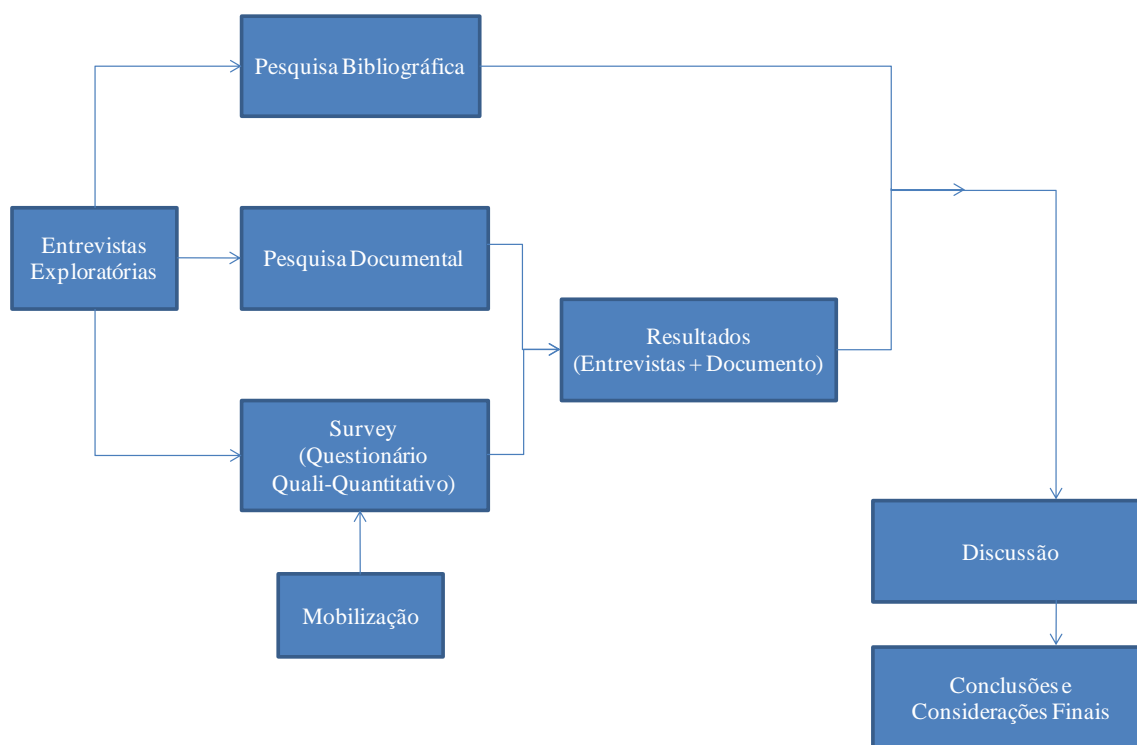 Pesquisa Bibliográfica
Entrevistas
Exploratórias
Pesquisa Documental
Resultados
(Entrevistas + Documento)
Survey
(Questionário
Quali-Quantitativo)
Mobilização
Discussão
Conclusões e
Considerações Finais